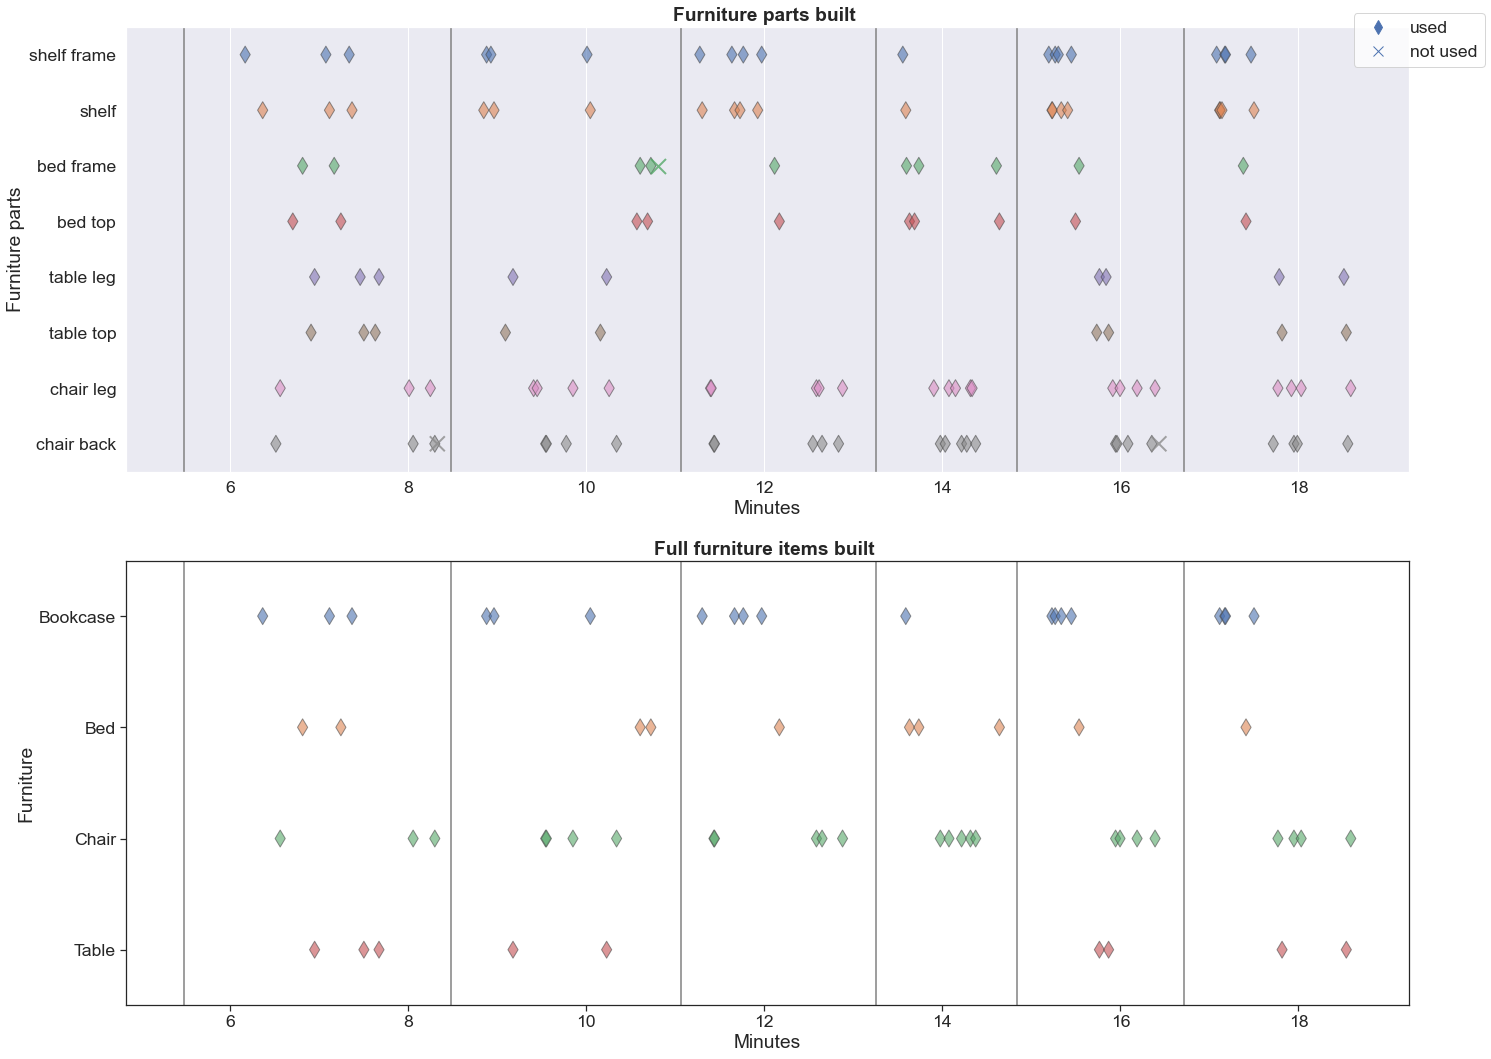 Furniture parts built
used
not used
shelf frame
shelf
bed frame
bed top
table leg
table top
chair leg
chair back
Furniture parts
6 8 10 12 14 16 18
Minutes
Full furniture items built
Bookcase
Bed
Chair
Table
Furniture
6 8 10 12 14 16 18
Minutes